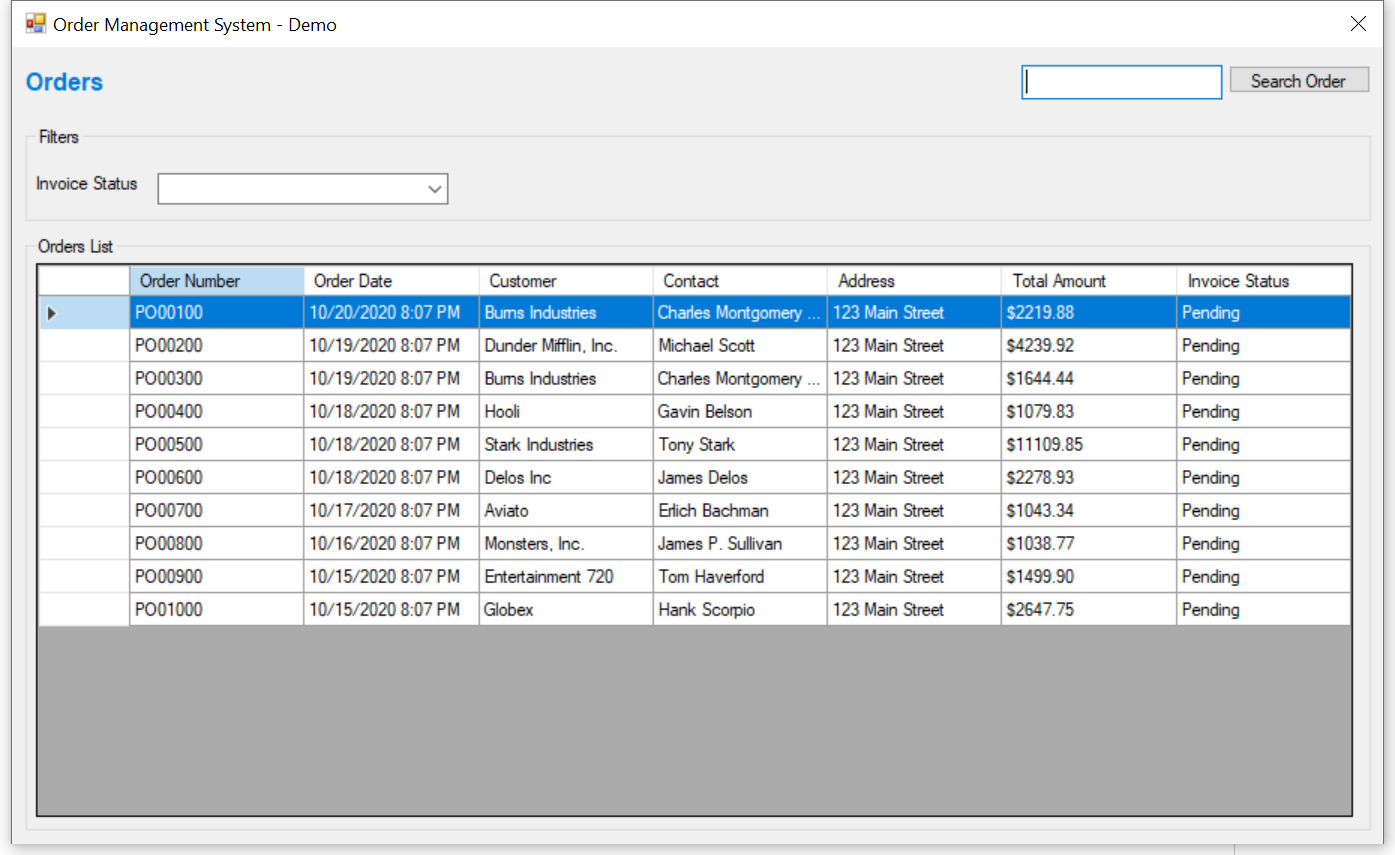 Order Management System - Demo
Orders
Search Order
Filters
Invoice Status
Orders List
Order Number Order Date Customer Contact Address Total Amount Invoice Status
PO00100 10/20/2020 8:07 PM Burns Industries Charles Montgomery ... 123 Main Street $2219.88 Pending
PO00200 10/19/2020 8:07 PM Dunder Mifflin, Inc. Michael Scott 123 Main Street $4239.92 Pending
PO00300 10/19/2020 8:07 PM Burns Industries Charles Montgomery ... 123 Main Street $1644.44 Pending
PO00400 10/18/2020 8:07 PM Hooli Gavin Belson 123 Main Street $1079.83 Pending
PO00500 10/18/2020 8:07 PM Stark Industries Tony Stark 123 Main Street $11109.85 Pending
PO00600 10/18/2020 8:07 PM Delos Inc James Delos 123 Main Street $2278.93 Pending
PO00700 10/17/2020 8:07 PM Aviato Erlich Bachman 123 Main Street $1043.34 Pending
PO00800 10/16/2020 8:07 PM Monsters, Inc. James P. Sullivan 123 Main Street $1038.77 Pending
PO00900 10/15/2020 8:07 PM Entertainment 720 Tom Haverford 123 Main Street $1499.90 Pending
PO01000 10/15/2020 8:07 PM Globex Hank Scorpio 123 Main Street $2647.75 Pending